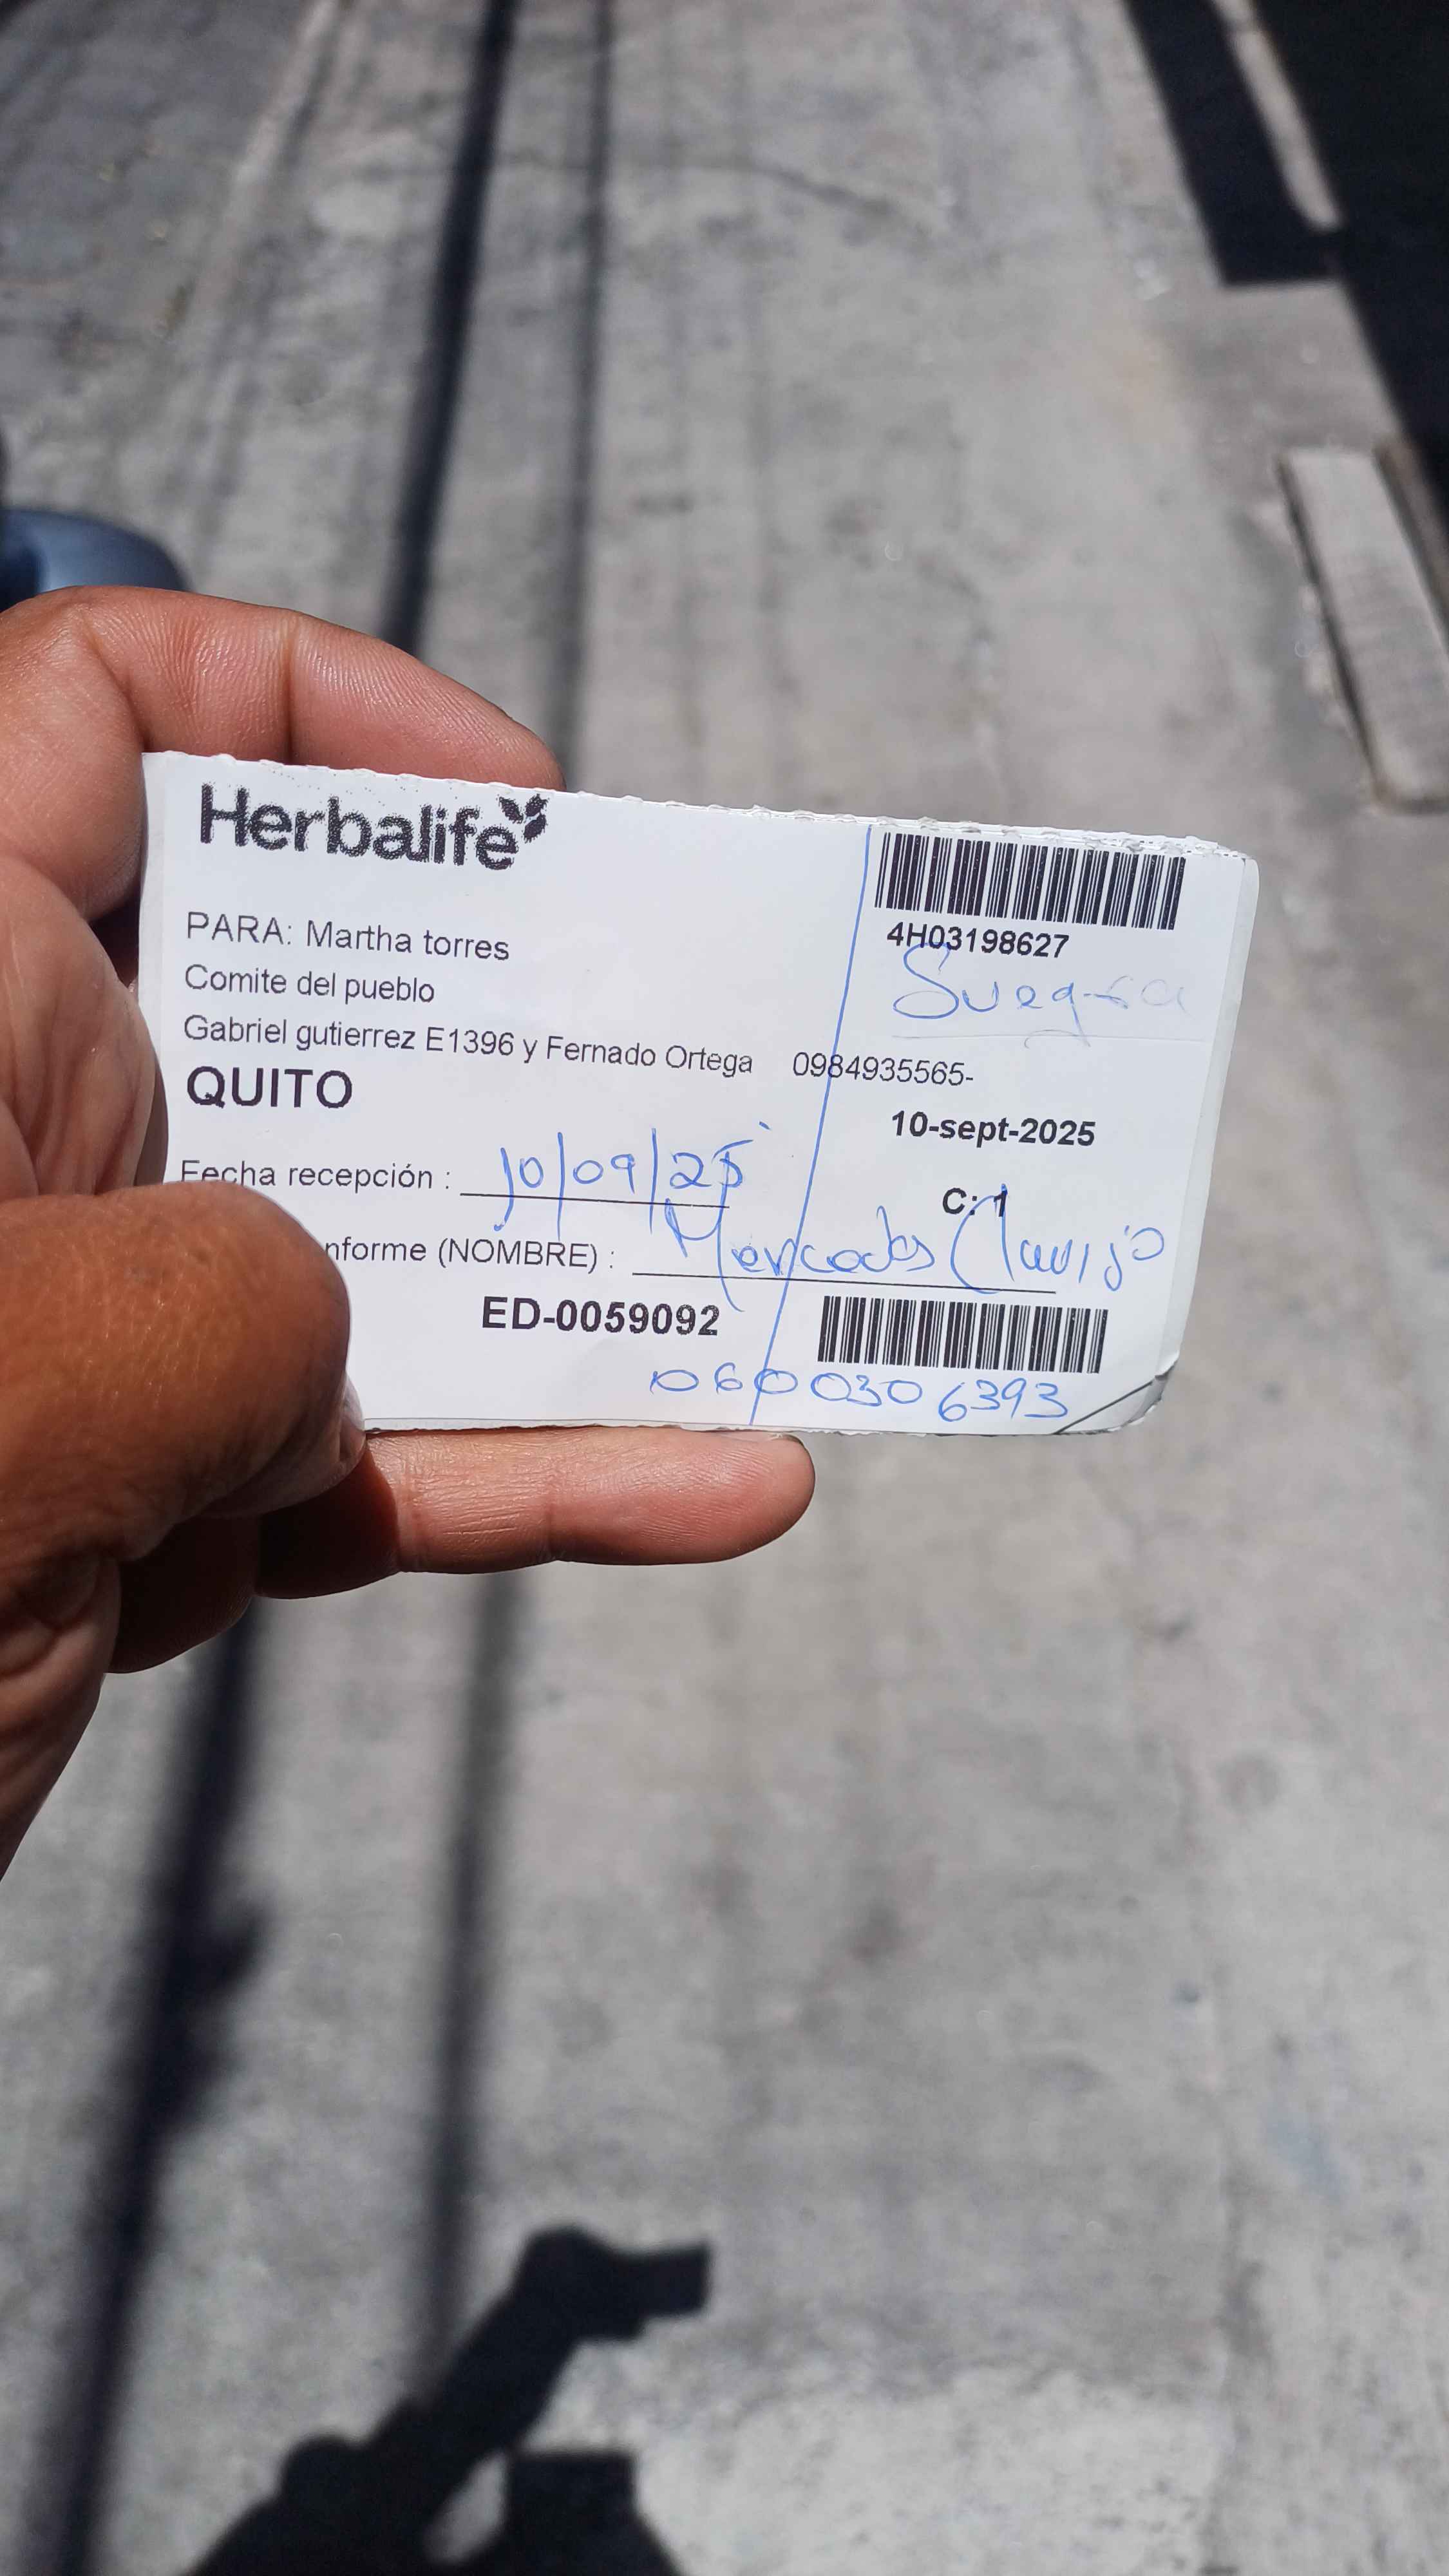 Herbalife
4H03198627
Suegra
PARA: Martha torres
Comite del pueblo
Gabriel gutierrez E1396 y Fernado Ortega 0984935565-
QUITO
10-sept-2025
Fecha recepción : 10/09/25
C: 1
nforme (NOMBRE) : Mercedes Clavijo
ED-0059092
0600306393